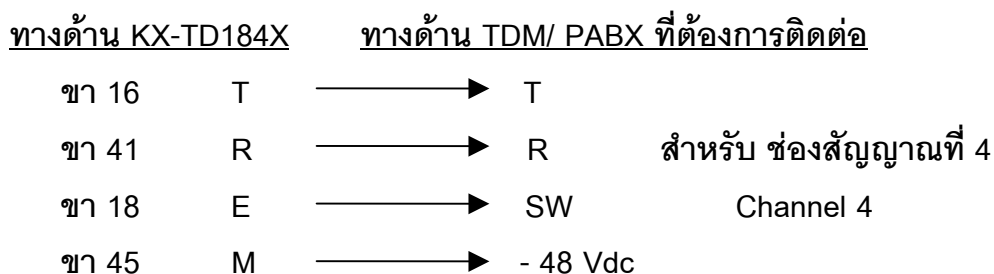 ทางด้าน KX-TD184X ทางด้าน TDM/ PABX ที่ต้องการติดต่อ
ขา 16 T T
ขา 41 R R สำหรับ ช่องสัญญาณที่ 4
ขา 18 E SW Channel 4
ขา 45 M - 48 Vdc